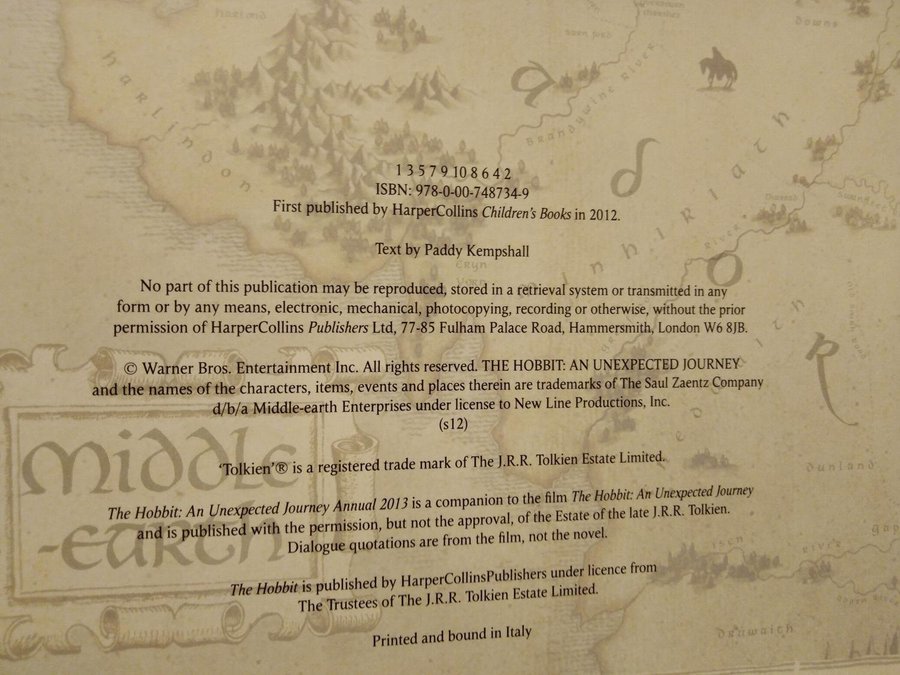 harlond
harlindon
Brandywine River
1 3 5 7 9 10 8 6 4 2
ISBN: 978-0-00-748734-9
First published by HarperCollins Children's Books in 2012.
Text by Paddy Kempshall
eryn
No part of this publication may be reproduced, stored in a retrieval system or transmitted in any
form or by any means, electronic, mechanical, photocopying, recording or otherwise, without the prior
permission of HarperCollins Publishers Ltd, 77-85 Fulham Palace Road, Hammersmith, London W6 8JB.
© Warner Bros. Entertainment Inc. All rights reserved. THE HOBBIT: AN UNEXPECTED JOURNEY
and the names of the characters, items, events and places therein are trademarks of The Saul Zaentz Company
d/b/a Middle-earth Enterprises under license to New Line Productions, Inc.
(s12)
'Tolkien'® is a registered trade mark of The J.R.R. Tolkien Estate Limited.
The Hobbit: An Unexpected Journey Annual 2013 is a companion to the film The Hobbit: An Unexpected Journey
and is published with the permission, but not the approval, of the Estate of the late J.R.R. Tolkien.
Dialogue quotations are from the film, not the novel.
The Hobbit is published by HarperCollinsPublishers under licence from
The Trustees of The J.R.R. Tolkien Estate Limited.
Printed and bound in Italy
middle
-earth
dunland
drúwaith